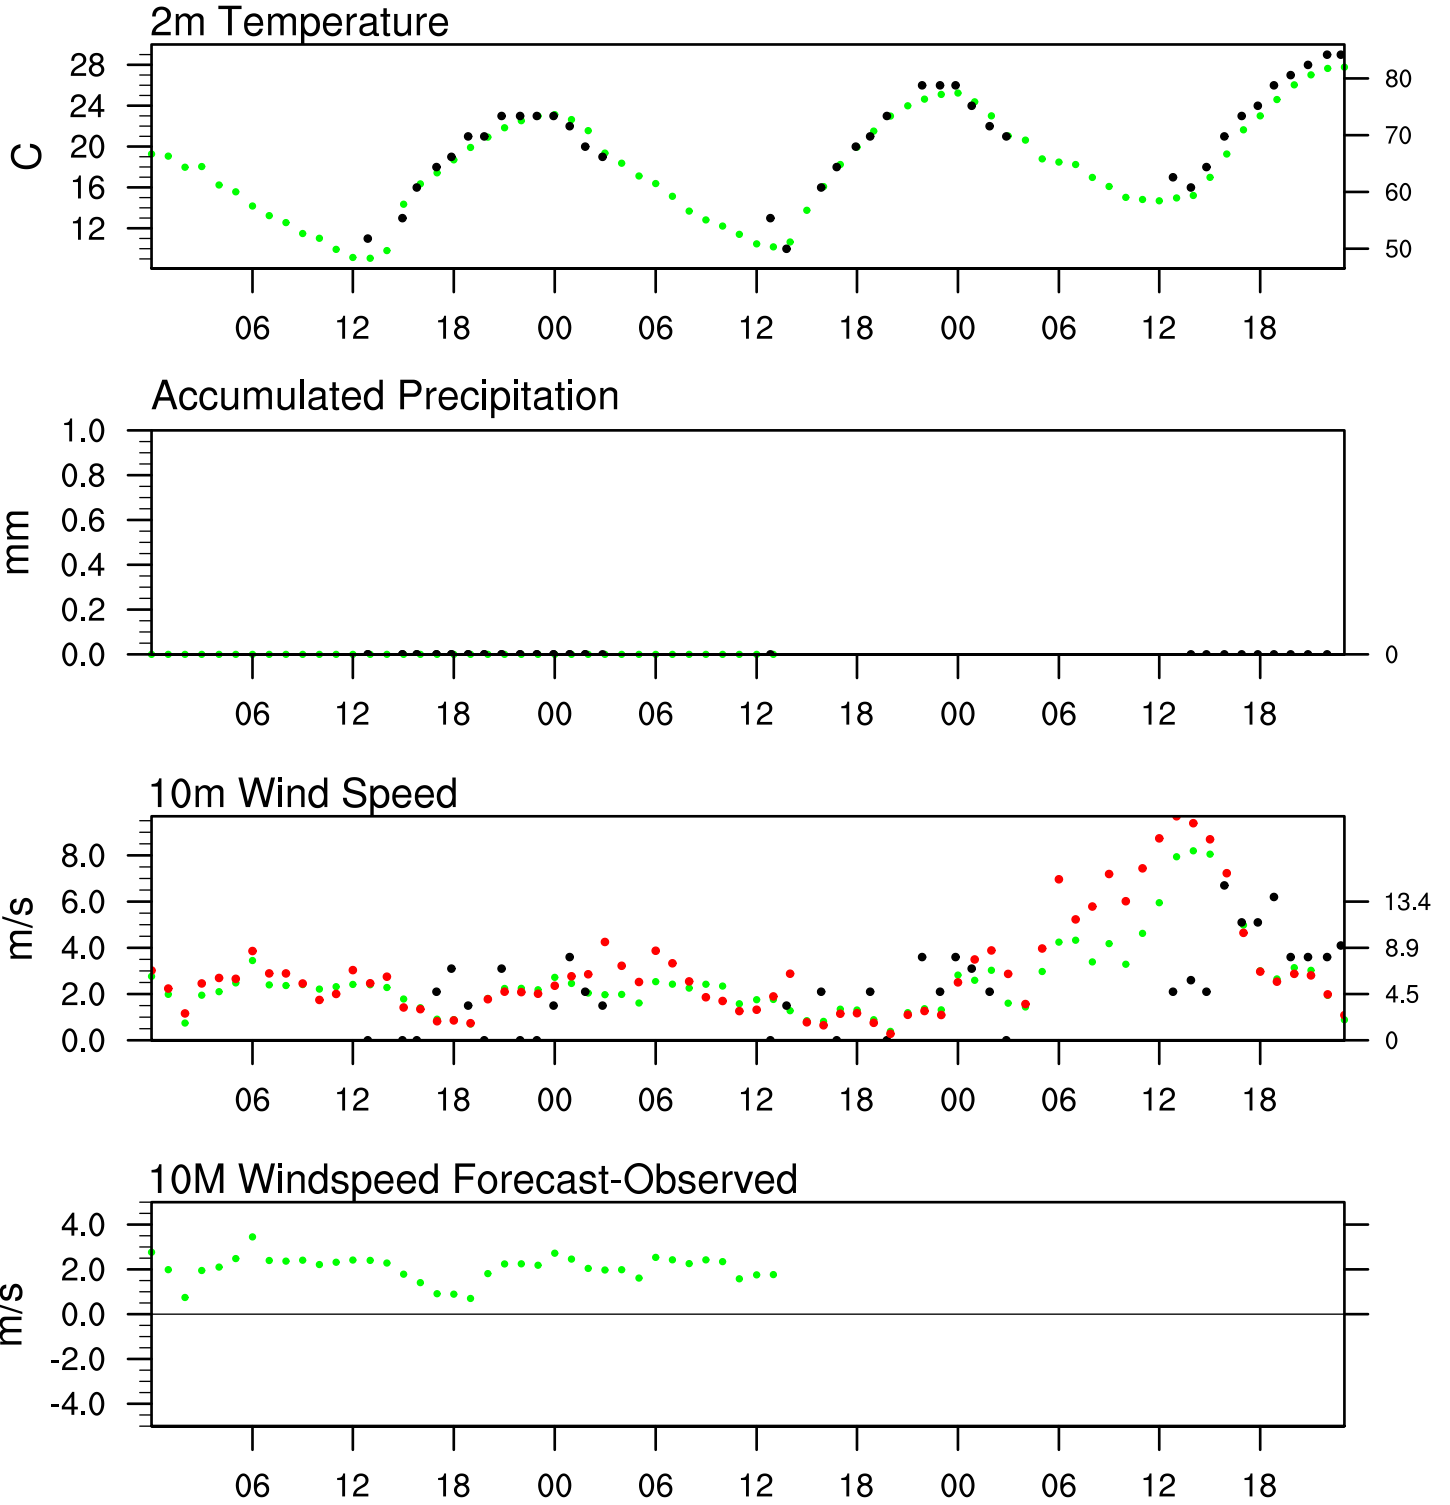 2m Temperature
28
24
20
16
12
C
80
70
60
50
06 12 18 00 06 12 18 00 06 12 18
Accumulated Precipitation
1.0
0.8
0.6
0.4
0.2
0.0
mm
0
06 12 18 00 06 12 18 00 06 12 18
10m Wind Speed
8.0
6.0
4.0
2.0
0.0
m/s
13.4
8.9
4.5
0
06 12 18 00 06 12 18 00 06 12 18
10M Windspeed Forecast-Observed
4.0
2.0
0.0
-2.0
-4.0
m/s
06 12 18 00 06 12 18 00 06 12 18